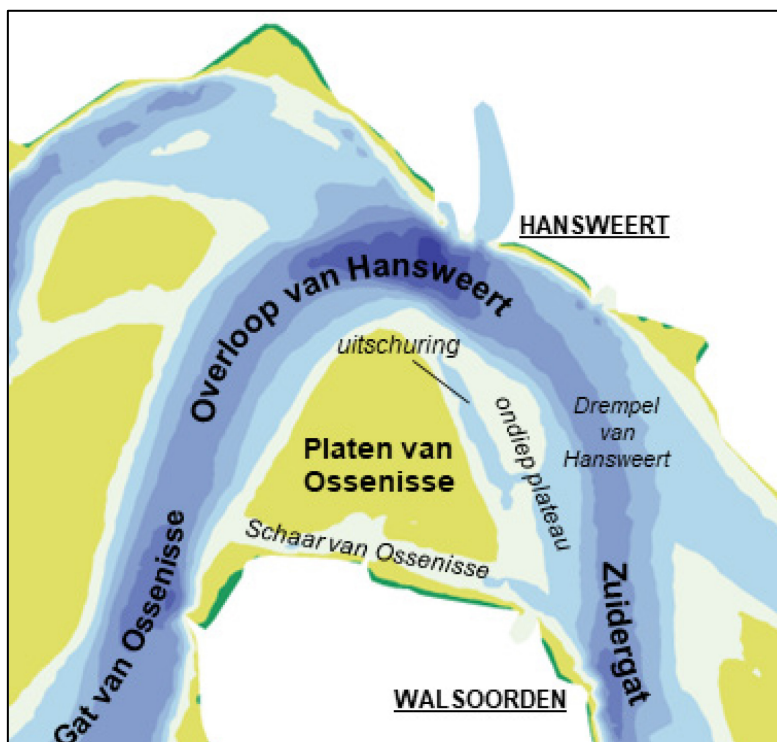 HANSWEERT
Overloop van Hansweert
uitschuring
ondiep plateau
Drempel
van
Hansweert
Platen van
Ossenisse
Schaar van Ossenisse
Gat van Ossenisse
Zuidergat
WALSOORDEN